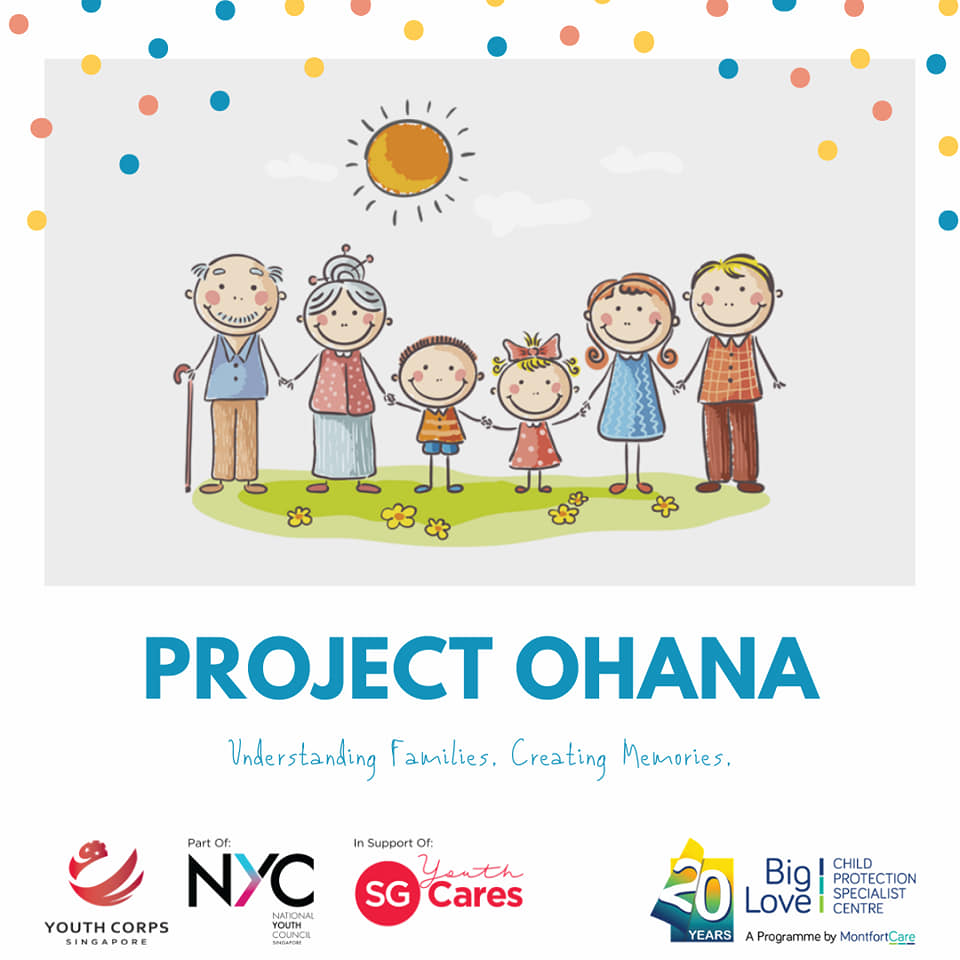 PROJECT OHANA
Understanding Families. Creating Memories.
YOUTH CORPS
SINGAPORE
Part Of:
NYC
NATIONAL
YOUTH
COUNCIL
SINGAPORE
In Support Of:
Youth
SG Cares
20
YEARS
Big
Love
CHILD
PROTECTION
SPECIALIST
CENTRE
A Programme by MontfortCare